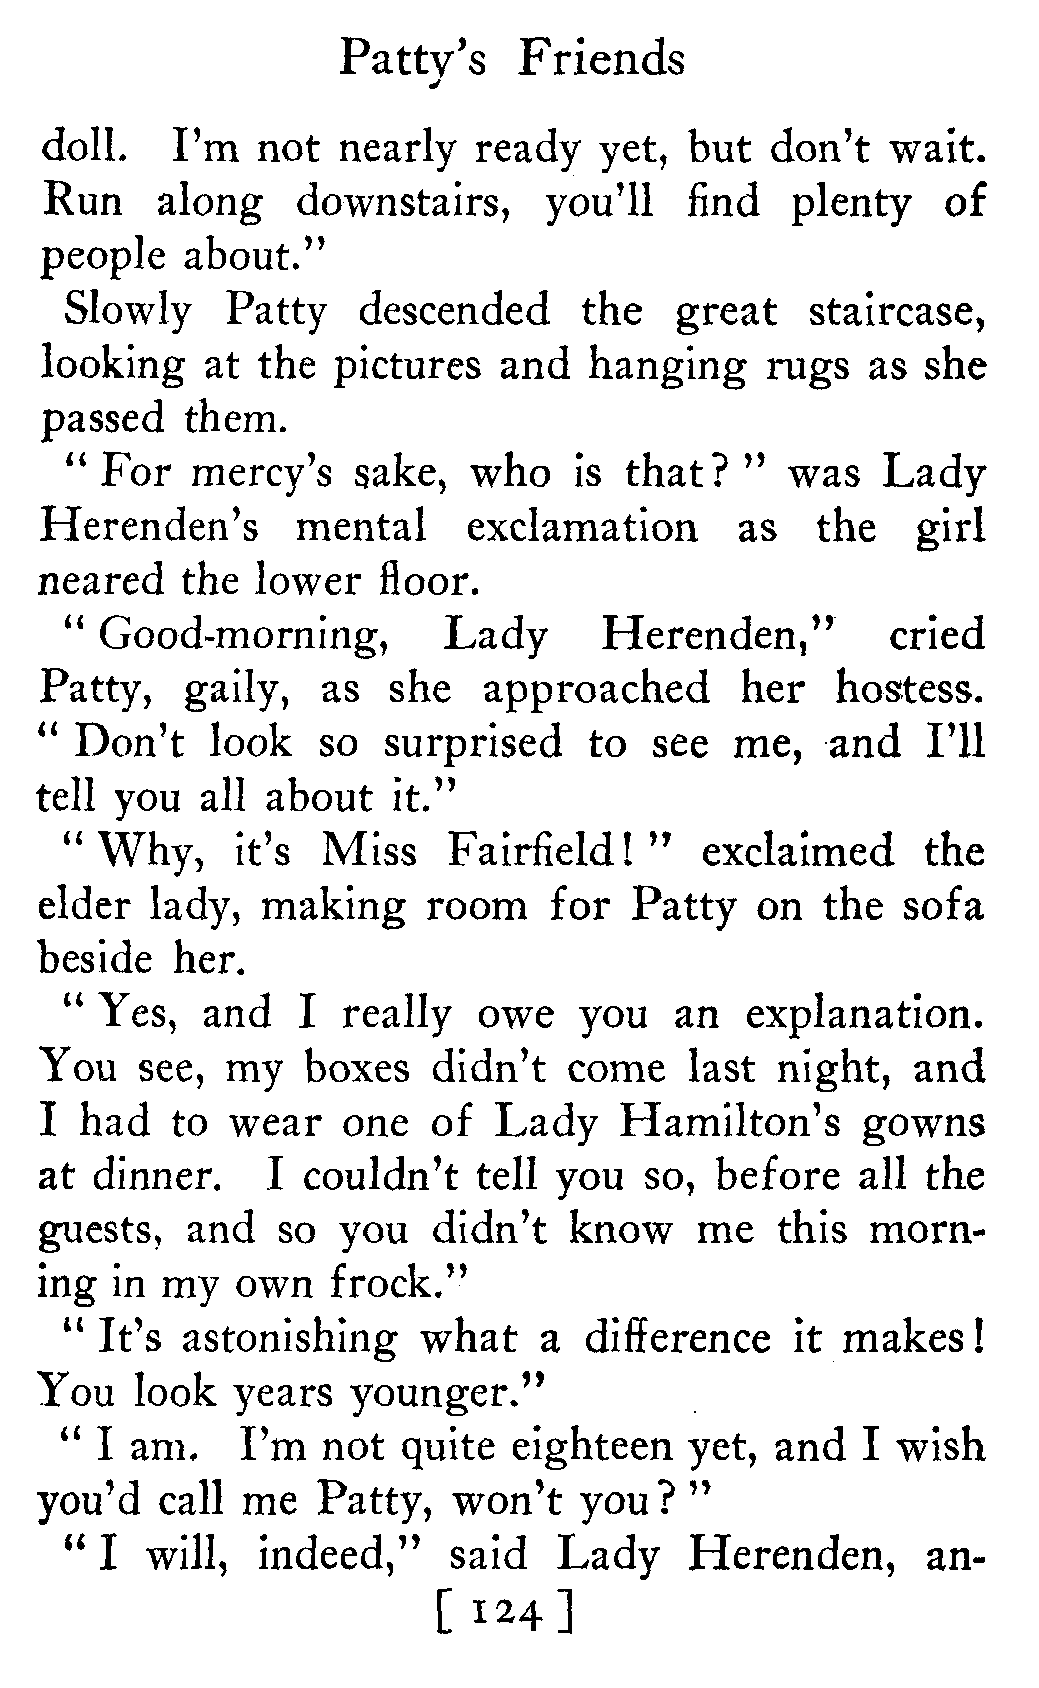 Patty's Friends
doll. I'm not nearly ready yet, but don't wait.
Run along downstairs, you'll find plenty of
people about."
Slowly Patty descended the great staircase,
looking at the pictures and hanging rugs as she
passed them.
" For mercy's sake, who is that? " was Lady
Herenden's mental exclamation as the girl
neared the lower floor.
" Good-morning, Lady Herenden," cried
Patty, gaily, as she approached her hostess.
" Don't look so surprised to see me, and I'll
tell you all about it."
" Why, it's Miss Fairfield! " exclaimed the
elder lady, making room for Patty on the sofa
beside her.
" Yes, and I really owe you an explanation.
You see, my boxes didn't come last night, and
I had to wear one of Lady Hamilton's gowns
at dinner. I couldn't tell you so, before all the
guests, and so you didn't know me this morn-
ing in my own frock."
" It's astonishing what a difference it makes!
You look years younger."
" I am. I'm not quite eighteen yet, and I wish
you'd call me Patty, won't you? "
" I will, indeed," said Lady Herenden, an-
[ 124 ]